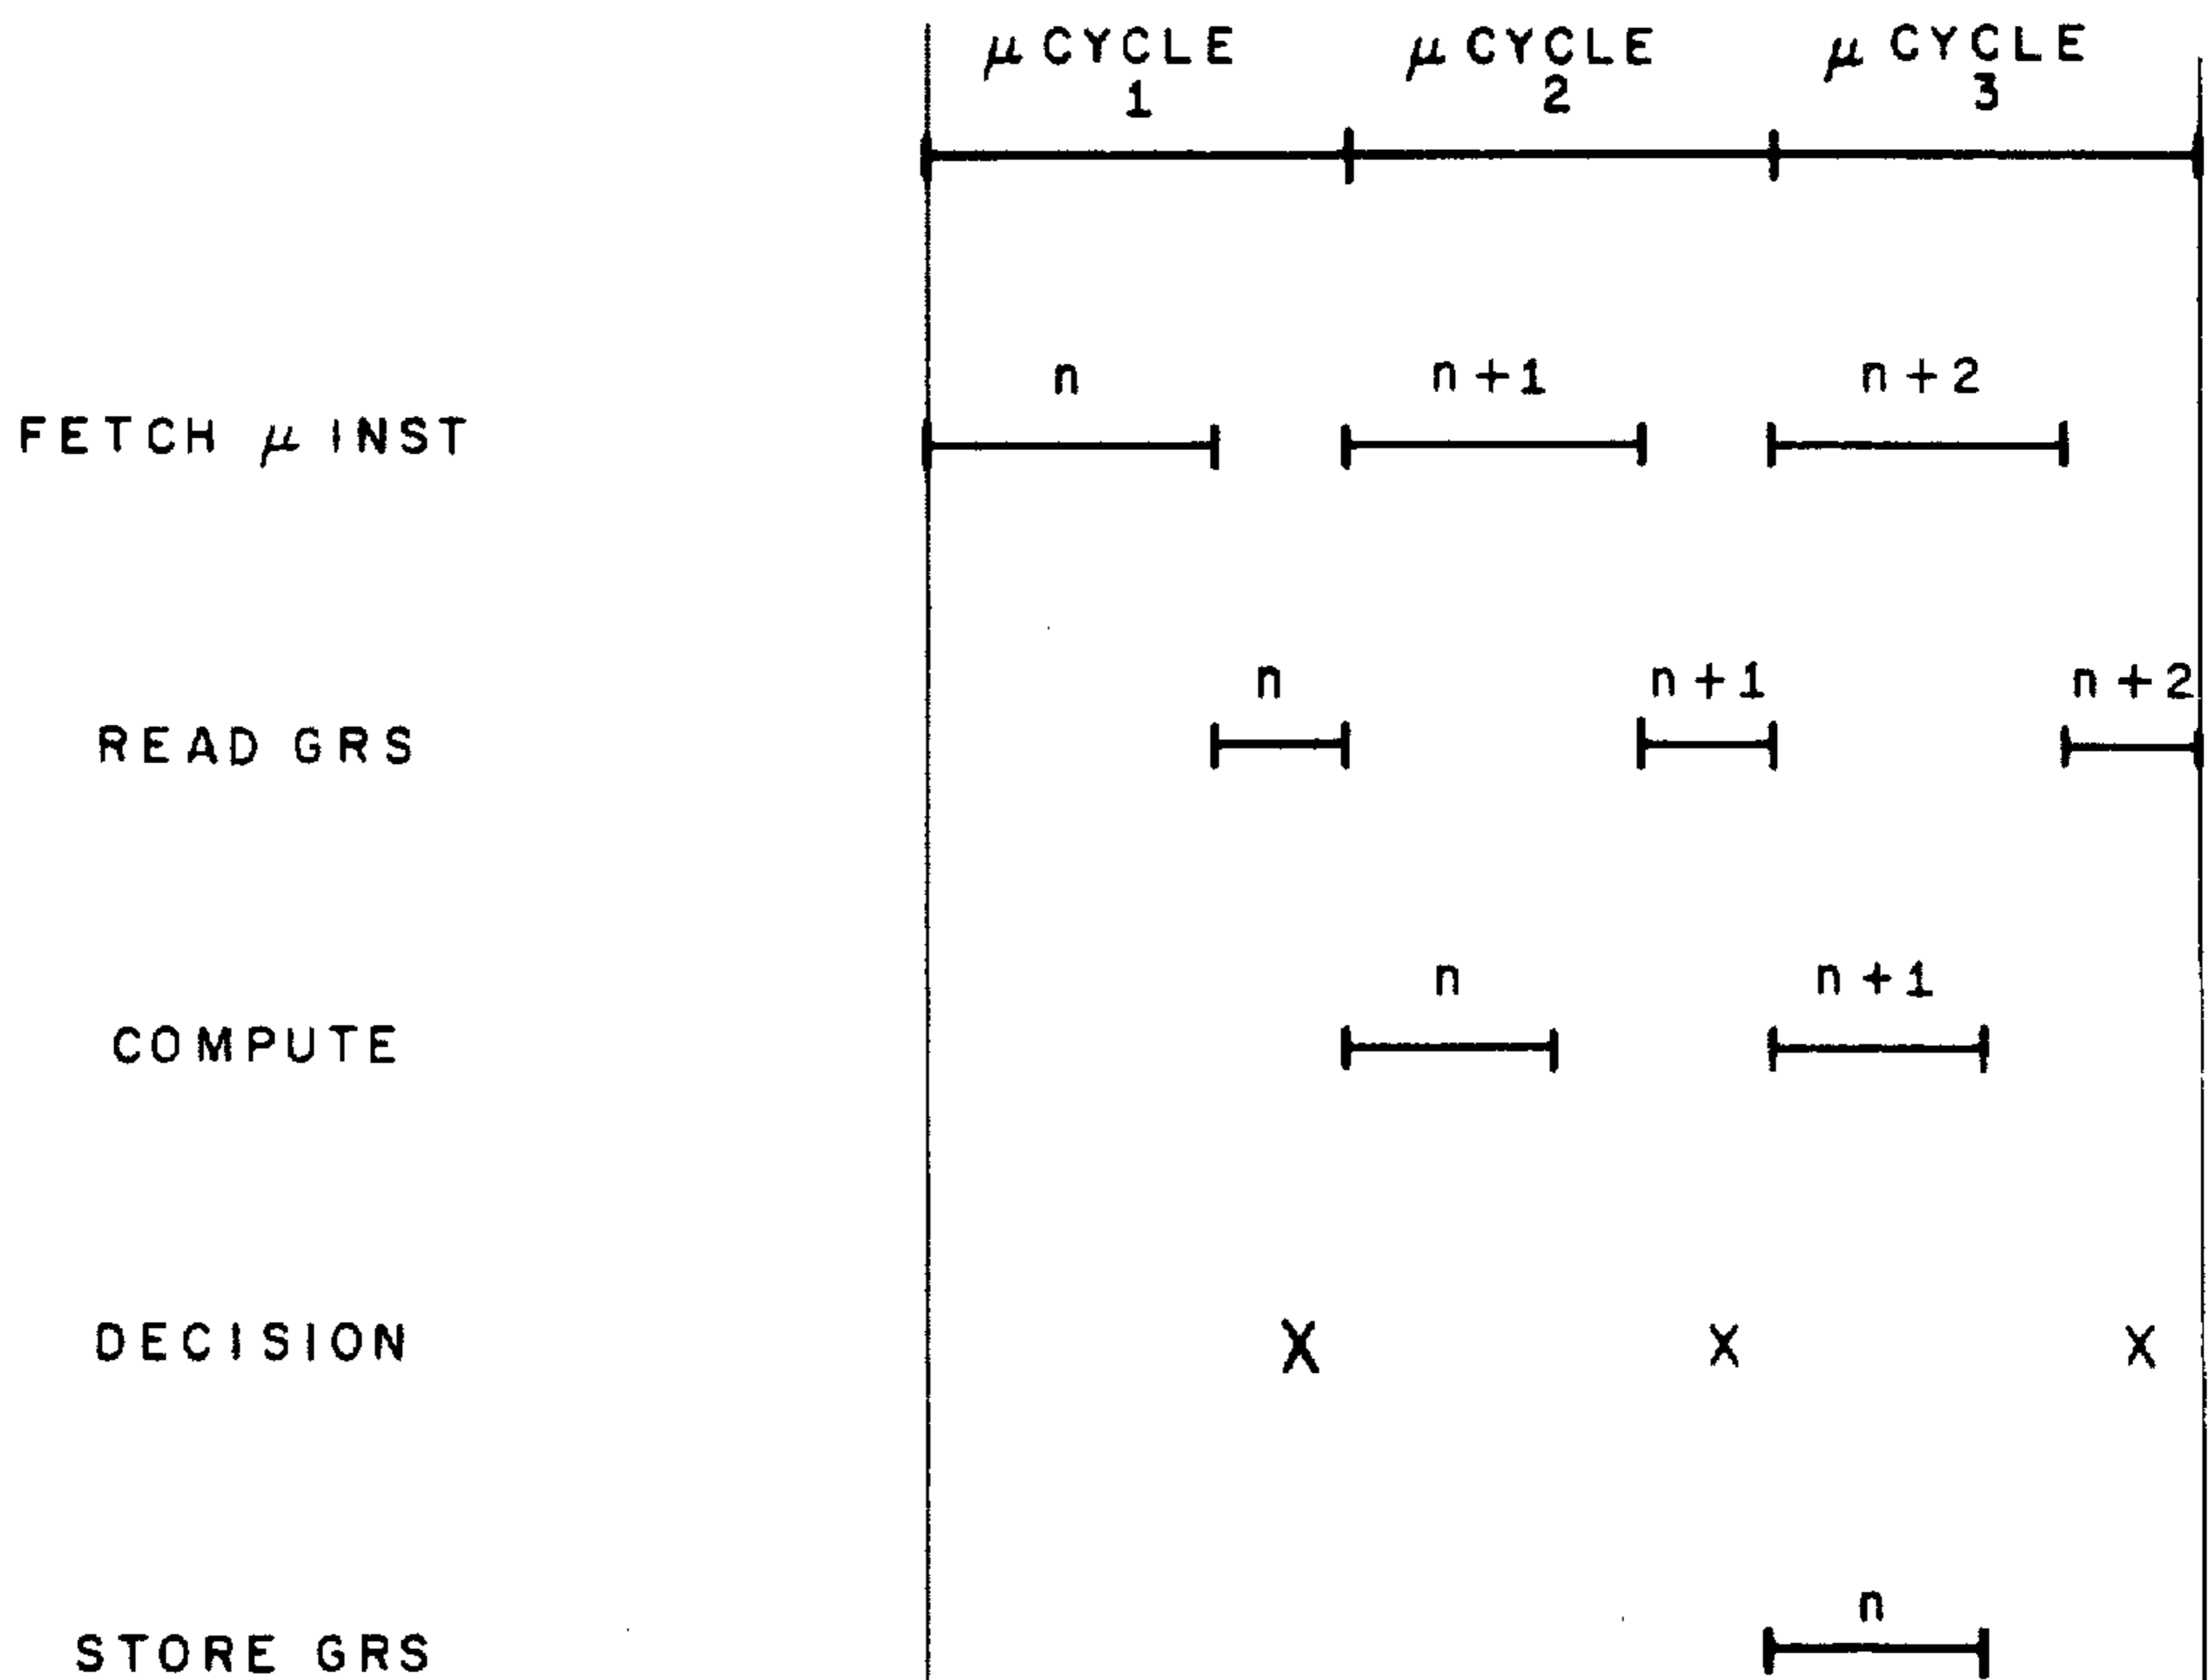 μ CYCLE 1 μ CYCLE 2 μ CYCLE 3
n n+1 n+2
FETCH μ INST
n n+1 n+2
READ GRS
n n+1
COMPUTE
DECISION X X X
n
STORE GRS